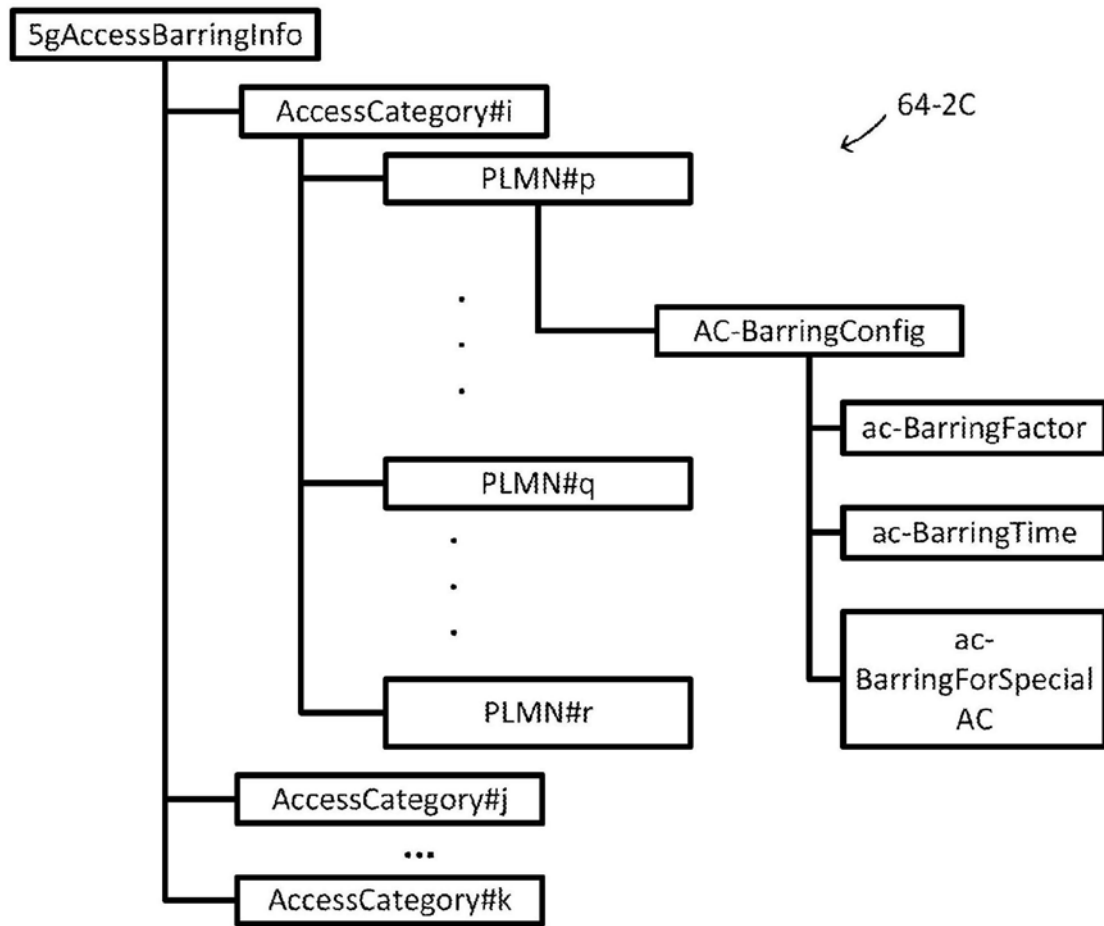 5gAccessBarringInfo
AccessCategory#i
64-2C
PLMN#p
AC-BarringConfig
ac-BarringFactor
PLMN#q
ac-BarringTime
ac-
BarringForSpecial
AC
PLMN#r
AccessCategory#j
...
AccessCategory#k